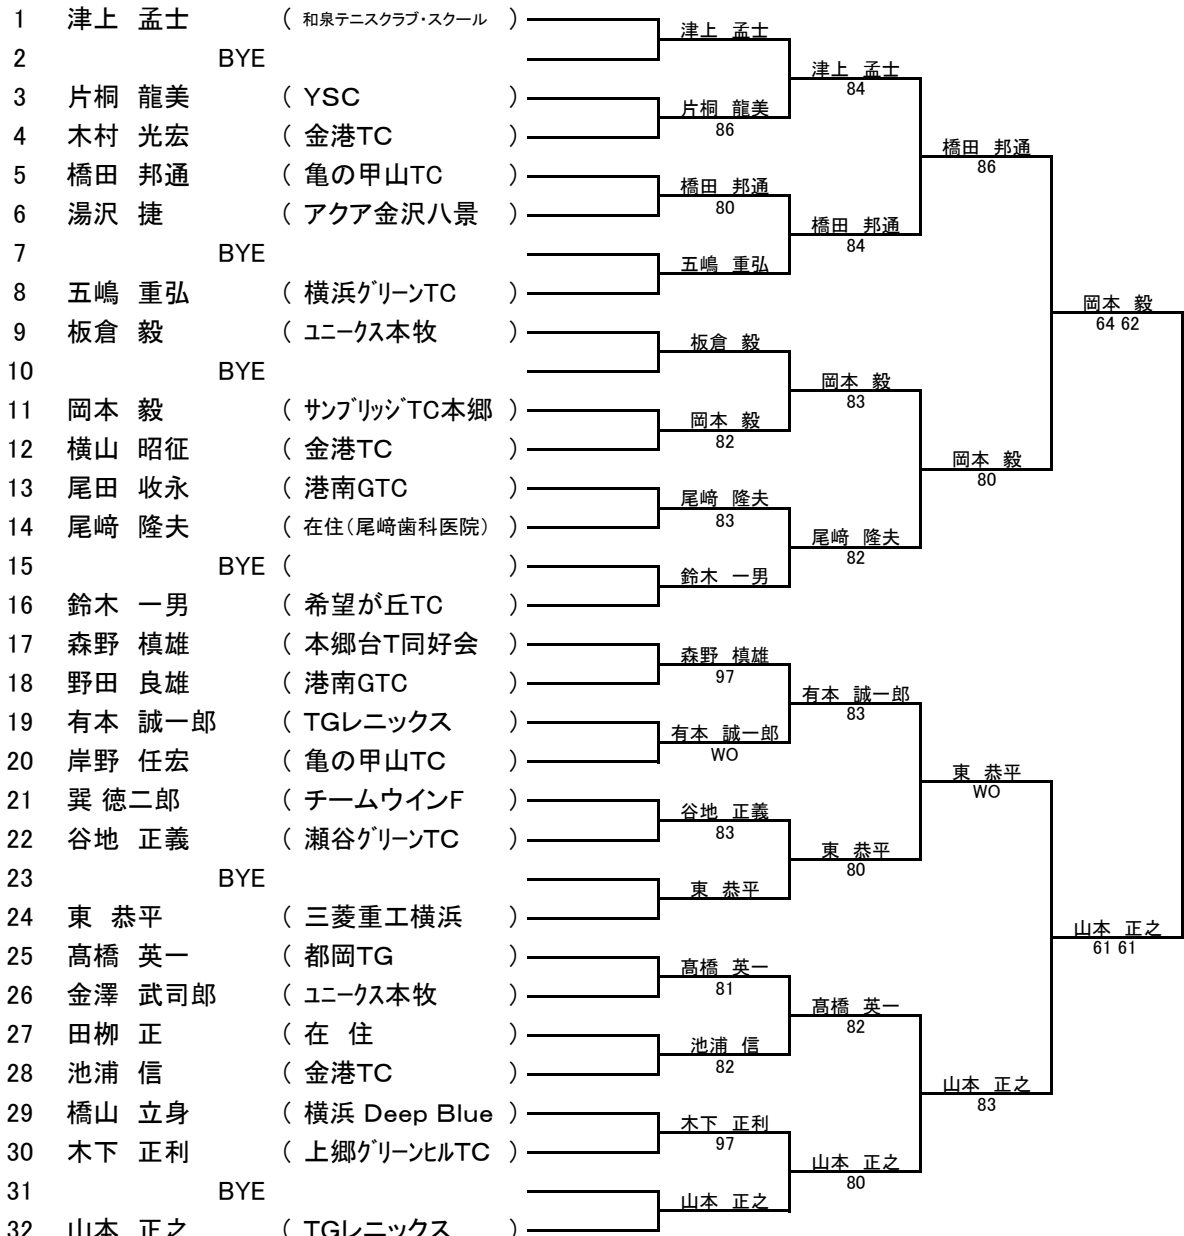 1 津上 孟士 ( 和泉テニスクラブ・スクール )
2 BYE
3 片桐 龍美 ( YSC )
4 木村 光宏 ( 金港TC )
5 橋田 邦通 ( 亀の甲山TC )
6 湯沢 捷 ( アクア金沢八景 )
7 BYE
8 五嶋 重弘 ( 横浜グリーンTC )
9 板倉 毅 ( ユニークス本牧 )
10 BYE
11 岡本 毅 ( サンブリッジTC本郷 )
12 横山 昭征 ( 金港TC )
13 尾田 收永 ( 港南GTC )
14 尾﨑 隆夫 ( 在住(尾﨑歯科医院) )
15 BYE ( )
16 鈴木 一男 ( 希望が丘TC )
17 森野 槙雄 ( 本郷台T同好会 )
18 野田 良雄 ( 港南GTC )
19 有本 誠一郎 ( TGレニックス )
20 岸野 任宏 ( 亀の甲山TC )
21 巽 徳二郎 ( チームウインF )
22 谷地 正義 ( 瀬谷グリーンTC )
23 BYE
24 東 恭平 ( 三菱重工横浜 )
25 髙橋 英一 ( 都岡TG )
26 金澤 武司郎 ( ユニークス本牧 )
27 田栁 正 ( 在 住 )
28 池浦 信 ( 金港TC )
29 橋山 立身 ( 横浜 Deep Blue )
30 木下 正利 ( 上郷グリーンヒルTC )
31 BYE
32 山本 正之 ( TGレニックス )
津上 孟士
片桐 龍美
86
橋田 邦通
80
五嶋 重弘
板倉 毅
岡本 毅
82
尾﨑 隆夫
83
鈴木 一男
森野 槙雄
97
有本 誠一郎
WO
谷地 正義
83
東 恭平
髙橋 英一
81
池浦 信
82
木下 正利
97
山本 正之
津上 孟士
84
橋田 邦通
84
岡本 毅
83
尾﨑 隆夫
82
有本 誠一郎
83
東 恭平
80
髙橋 英一
82
山本 正之
80
橋田 邦通
86
岡本 毅
80
東 恭平
WO
山本 正之
83
岡本 毅
64 62
山本 正之
61 61